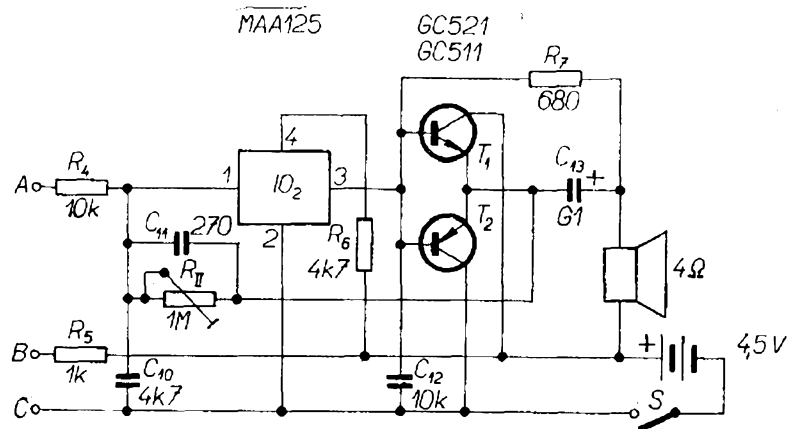 MAA125
GC521
GC511
R7
680
4
T1
C13 +
G1
A
R4
10k
1
IO2
3
2
C11 270
R6
4k7
T2
RII
1M
4Ω
B
R5
1k
C10
4k7
C12
10k
+
4,5V
C
S